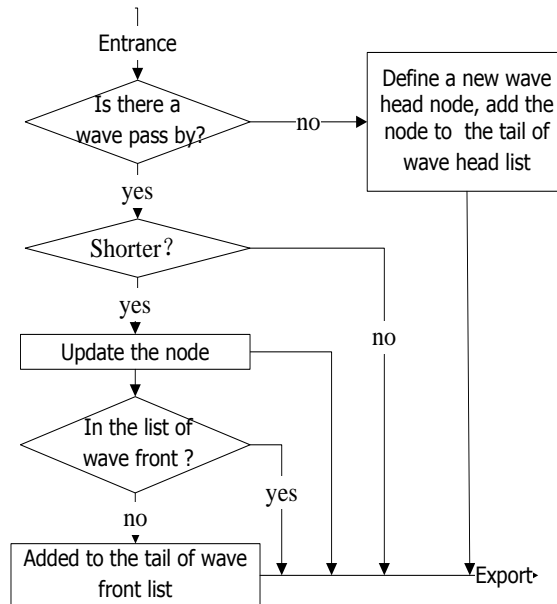 Entrance
Is there a
wave pass by?
no
Define a new wave
head node, add the
node to the tail of
wave head list
yes
Shorter？
yes
no
Update the node
In the list of
wave front ?
yes
no
Added to the tail of wave
front list
Export